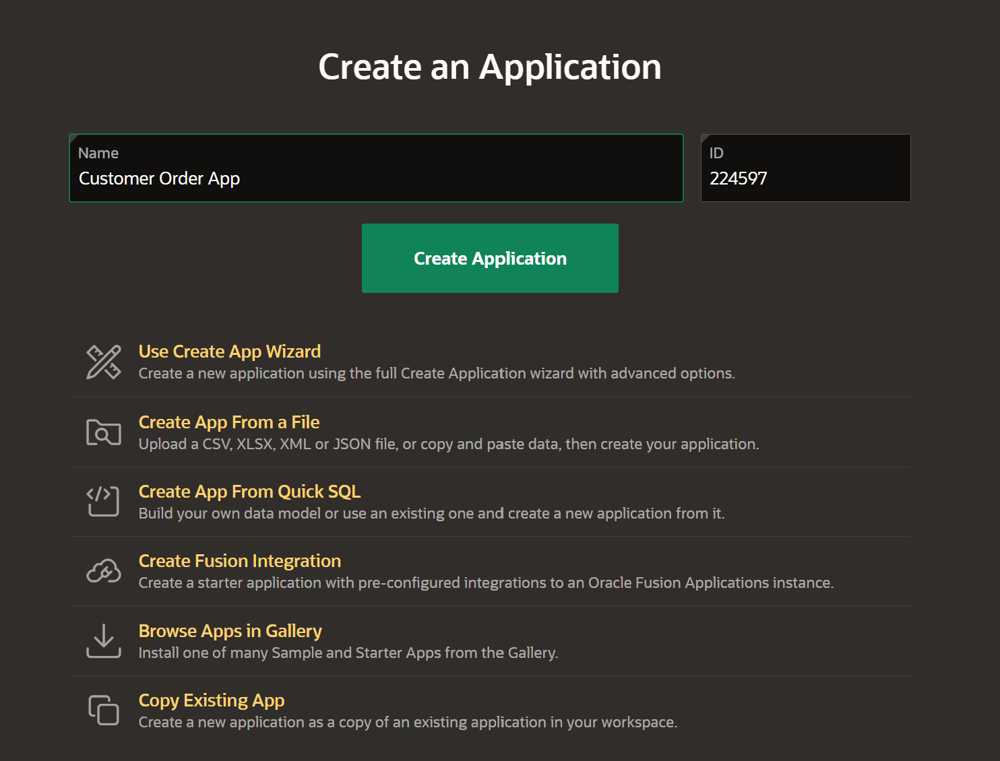 Create an Application
Name
Customer Order App
ID
224597
Create Application
Use Create App Wizard
Create a new application using the full Create Application wizard with advanced options.
Create App From a File
Upload a CSV, XLSX, XML or JSON file, or copy and paste data, then create your application.
Create App From Quick SQL
Build your own data model or use an existing one and create a new application from it.
Create Fusion Integration
Create a starter application with pre-configured integrations to an Oracle Fusion Applications instance.
Browse Apps in Gallery
Install one of many Sample and Starter Apps from the Gallery.
Copy Existing App
Create a new application as a copy of an existing application in your workspace.